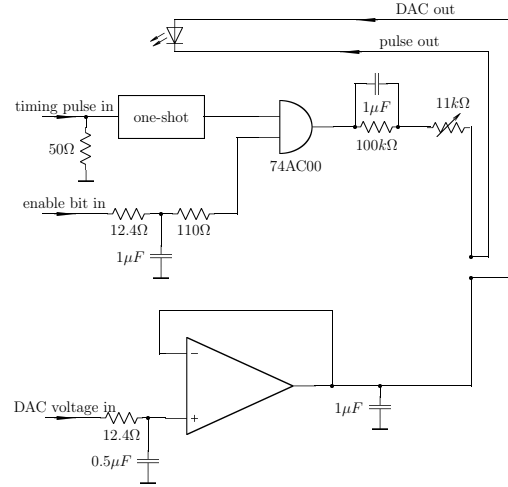 DAC out
pulse out
timing pulse in
one-shot
1μF
11kΩ
50Ω
100kΩ
74AC00
enable bit in
12.4Ω
110Ω
1μF
−
DAC voltage in
+
1μF
12.4Ω
0.5μF